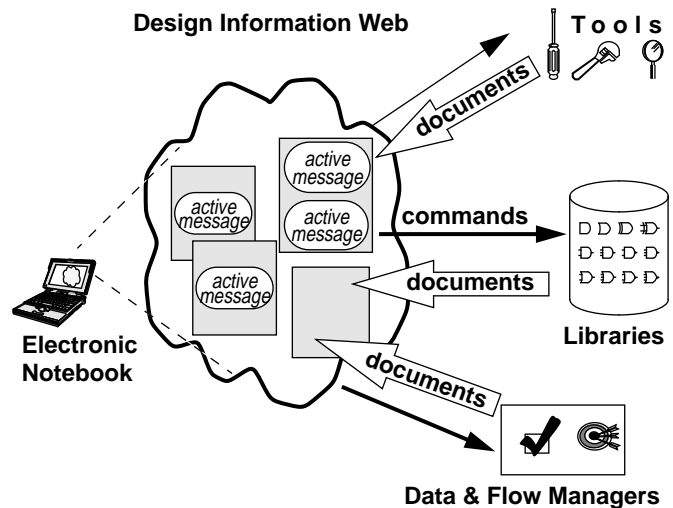 Design Information Web
T o o l s
documents
active
message
active
message
active
message
active
message
commands
documents
Libraries
Electronic
Notebook
documents
Data & Flow Managers